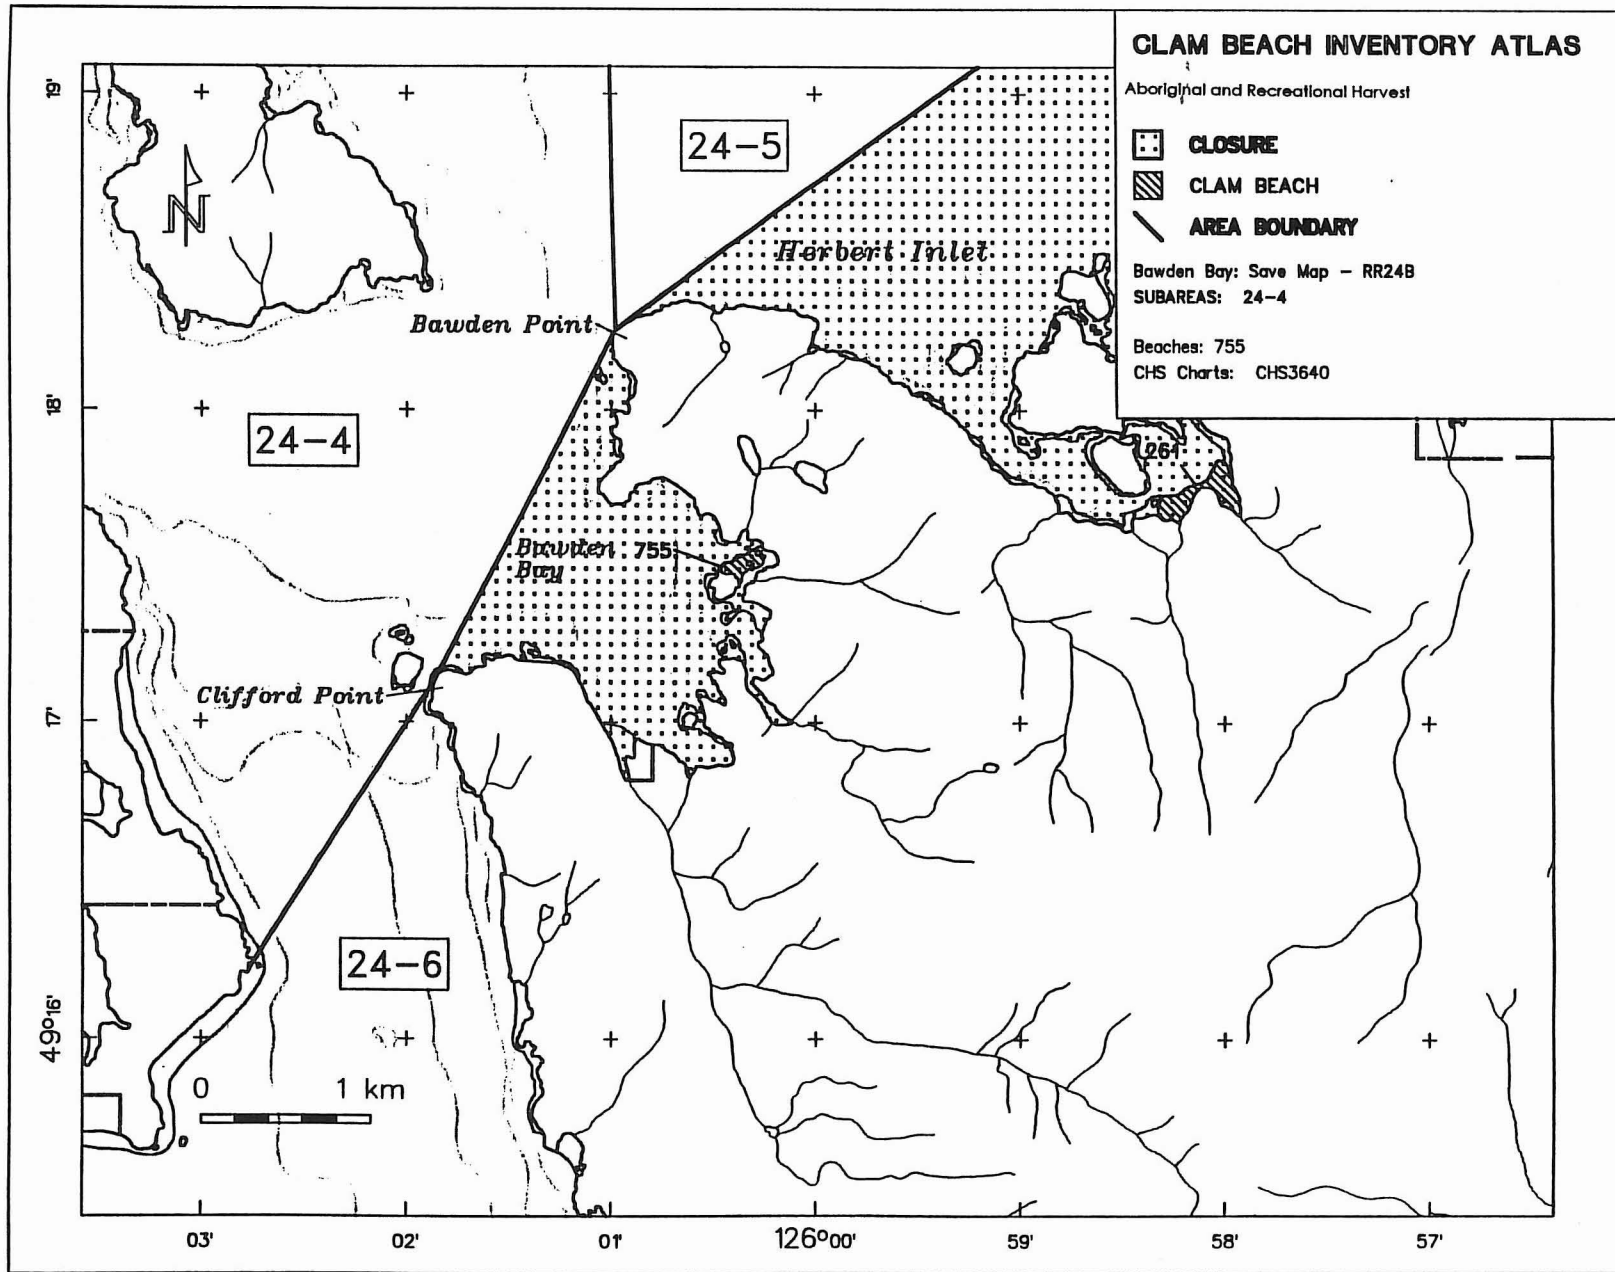 CLAM BEACH INVENTORY ATLAS
Aboriginal and Recreational Harvest
CLOSURE
CLAM BEACH
AREA BOUNDARY
Bawden Bay: Save Map - RR24B
SUBAREAS: 24-4
Beaches: 755
CHS Charts: CHS3640
19'
24-5
N
Herbert Inlet
Bawden Point
18'
24-4
261
Bawden 755
Bay
Clifford Point
17'
24-6
49°16'
0 1 km
03' 02' 01' 126°00' 59' 58' 57'